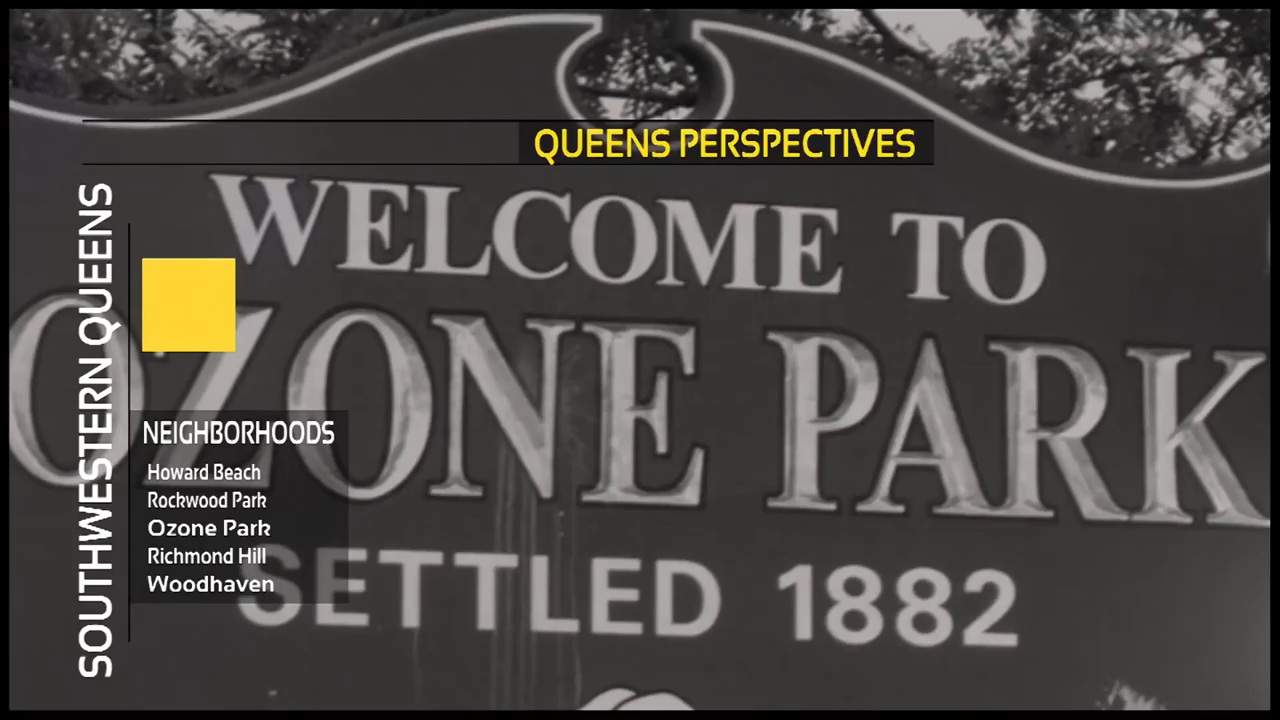 QUEENS PERSPECTIVES
SOUTHWESTERN QUEENS
WELCOME TO
OZONE PARK
SETTLED 1882
NEIGHBORHOODS
Howard Beach
Rockwood Park
Ozone Park
Richmond Hill
Woodhaven